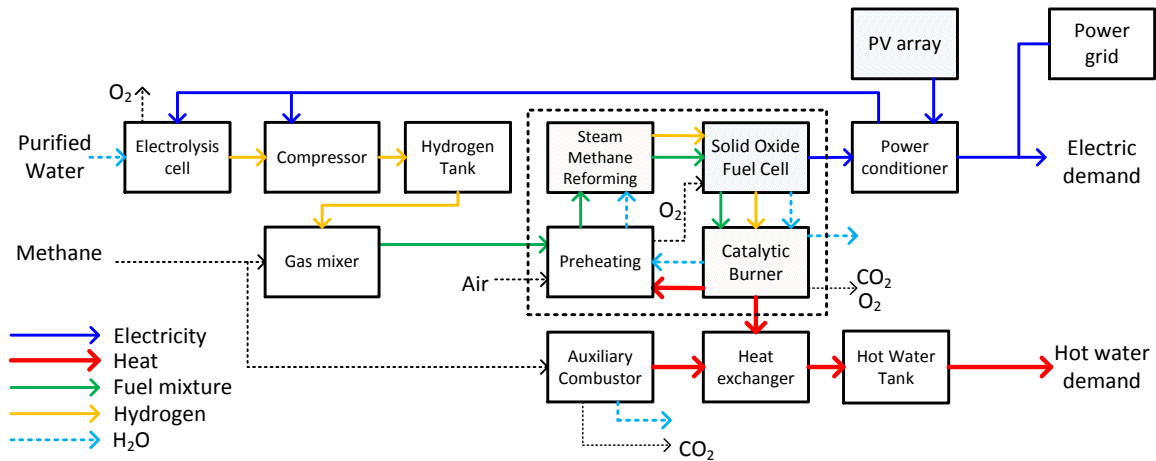 PV array
Power
grid
O₂
Purified
Water
Electrolysis
cell
Compressor
Hydrogen
Tank
Steam
Methane
Reforming
Solid Oxide
Fuel Cell
Power
conditioner
Electric
demand
O₂
Methane
Gas mixer
Air
Preheating
Catalytic
Burner
CO₂
O₂
Electricity
Heat
Fuel mixture
Hydrogen
H₂O
Auxiliary
Combustor
Heat
exchanger
Hot Water
Tank
Hot water
demand
CO₂